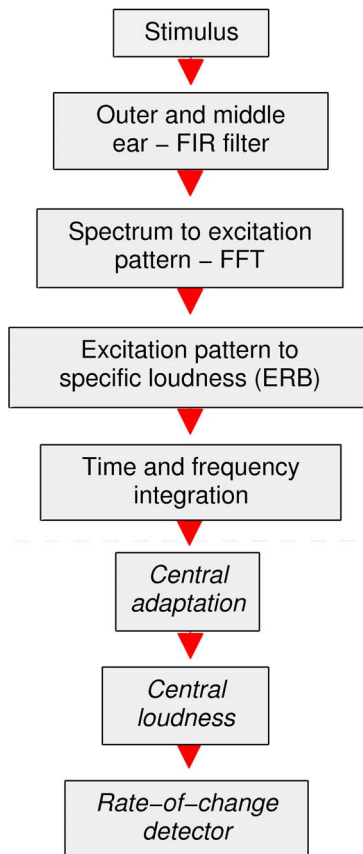 Stimulus
Outer and middle
ear – FIR filter
Spectrum to excitation
pattern – FFT
Excitation pattern to
specific loudness (ERB)
Time and frequency
integration
Central
adaptation
Central
loudness
Rate–of–change
detector